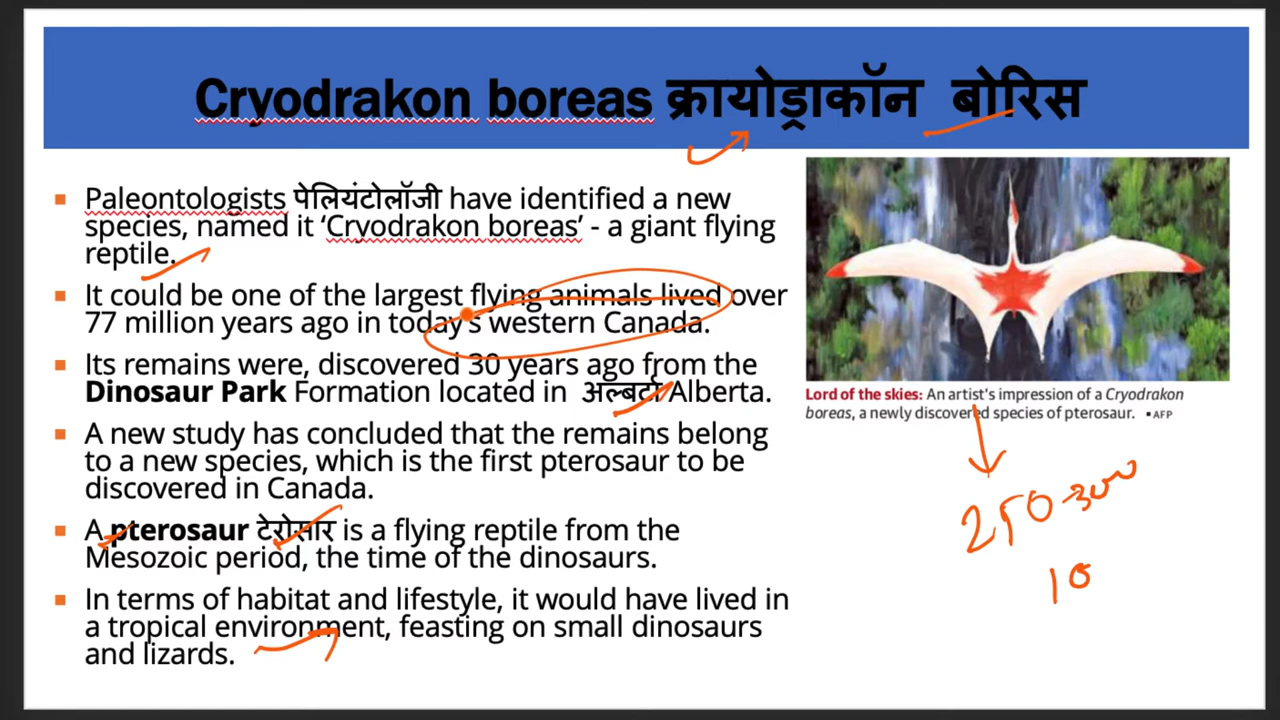 Cryodrakon boreas क्रायोड्राकॉन बोरिस
Paleontologists पेलियंटोलॉजी have identified a new
species, named it ‘Cryodrakon boreas’ - a giant flying
reptile.
It could be one of the largest flying animals lived over
77 million years ago in today's western Canada.
Its remains were, discovered 30 years ago from the
Dinosaur Park Formation located in अल्बर्टा Alberta.
A new study has concluded that the remains belong
to a new species, which is the first pterosaur to be
discovered in Canada.
A pterosaur टेरोसार is a flying reptile from the
Mesozoic period, the time of the dinosaurs.
In terms of habitat and lifestyle, it would have lived in
a tropical environment, feasting on small dinosaurs
and lizards.
Lord of the skies: An artist's impression of a Cryodrakon
boreas, a newly discovered species of pterosaur. ▪ AFP
250-300
10